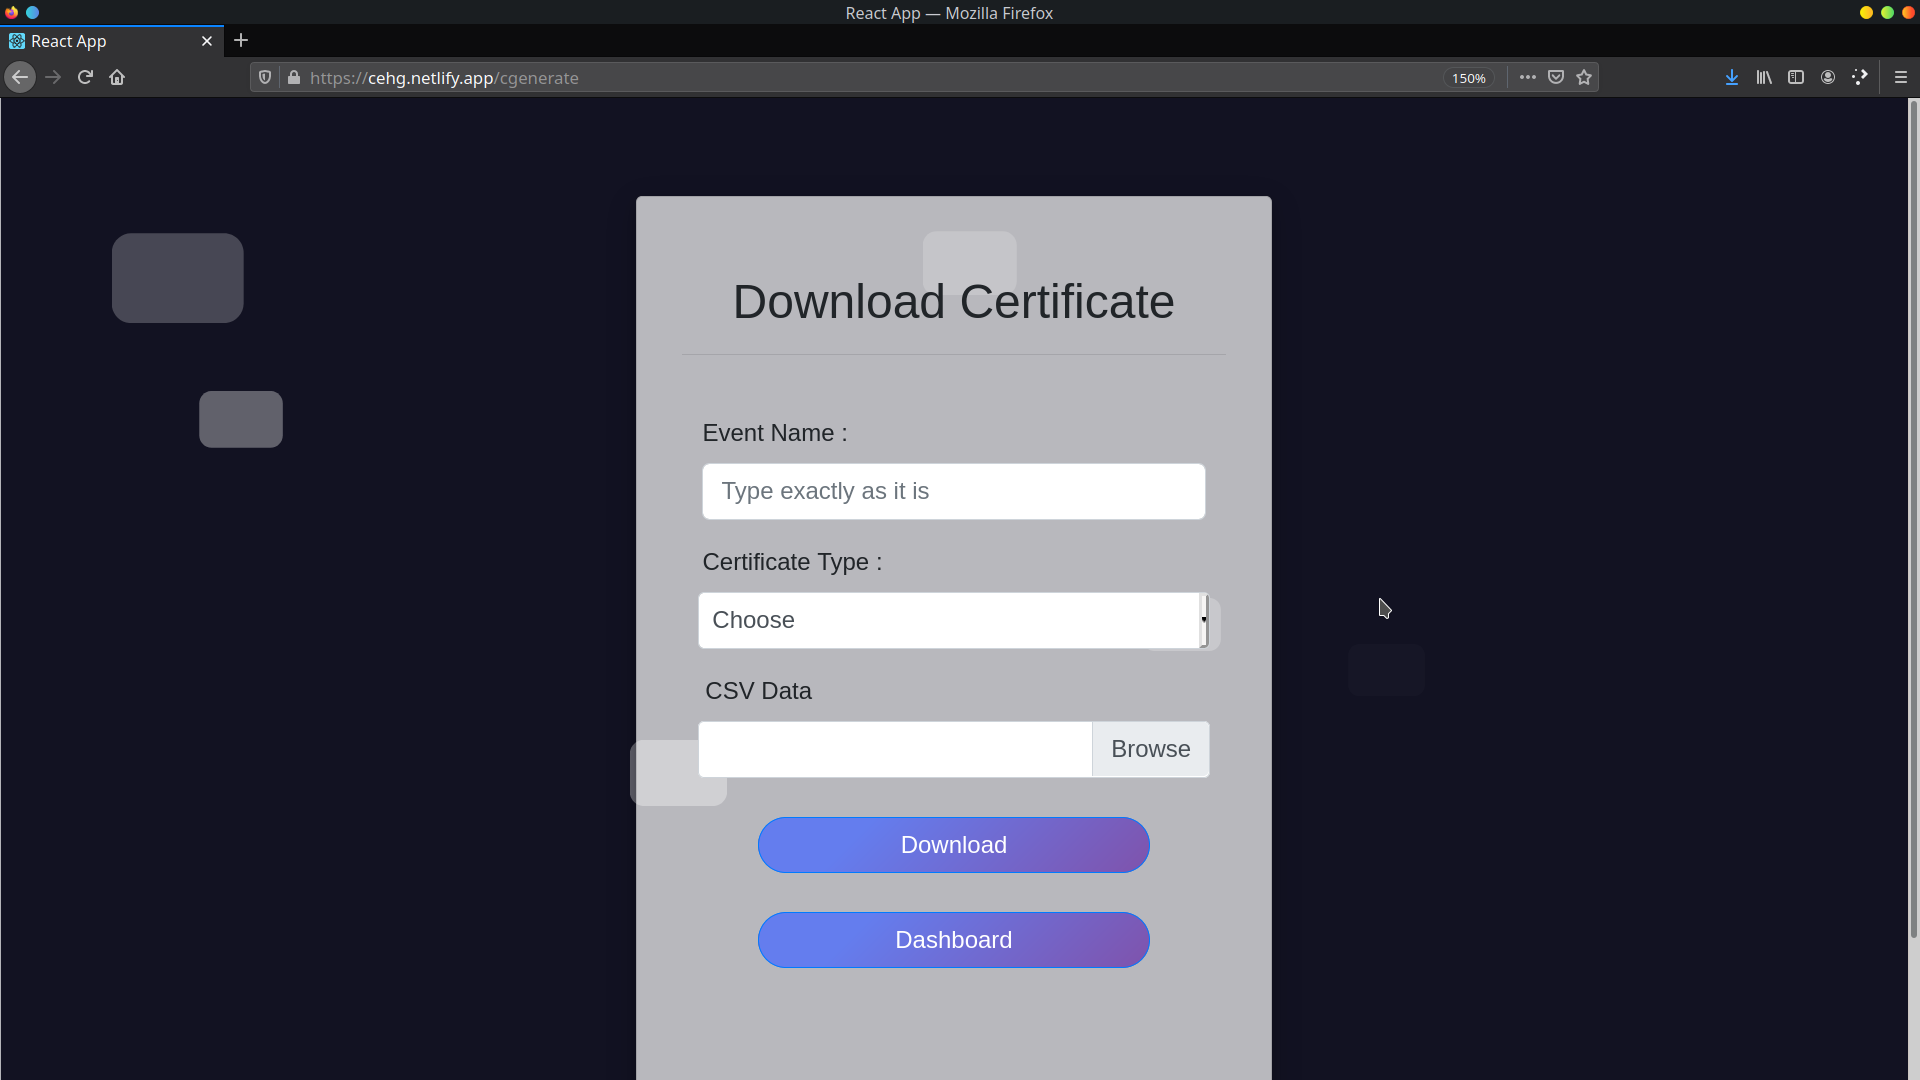 React App — Mozilla Firefox
React App
https://cehg.netlify.app/cgenerate
150%
Download Certificate
Event Name :
Type exactly as it is
Certificate Type :
Choose
CSV Data
Browse
Download
Dashboard